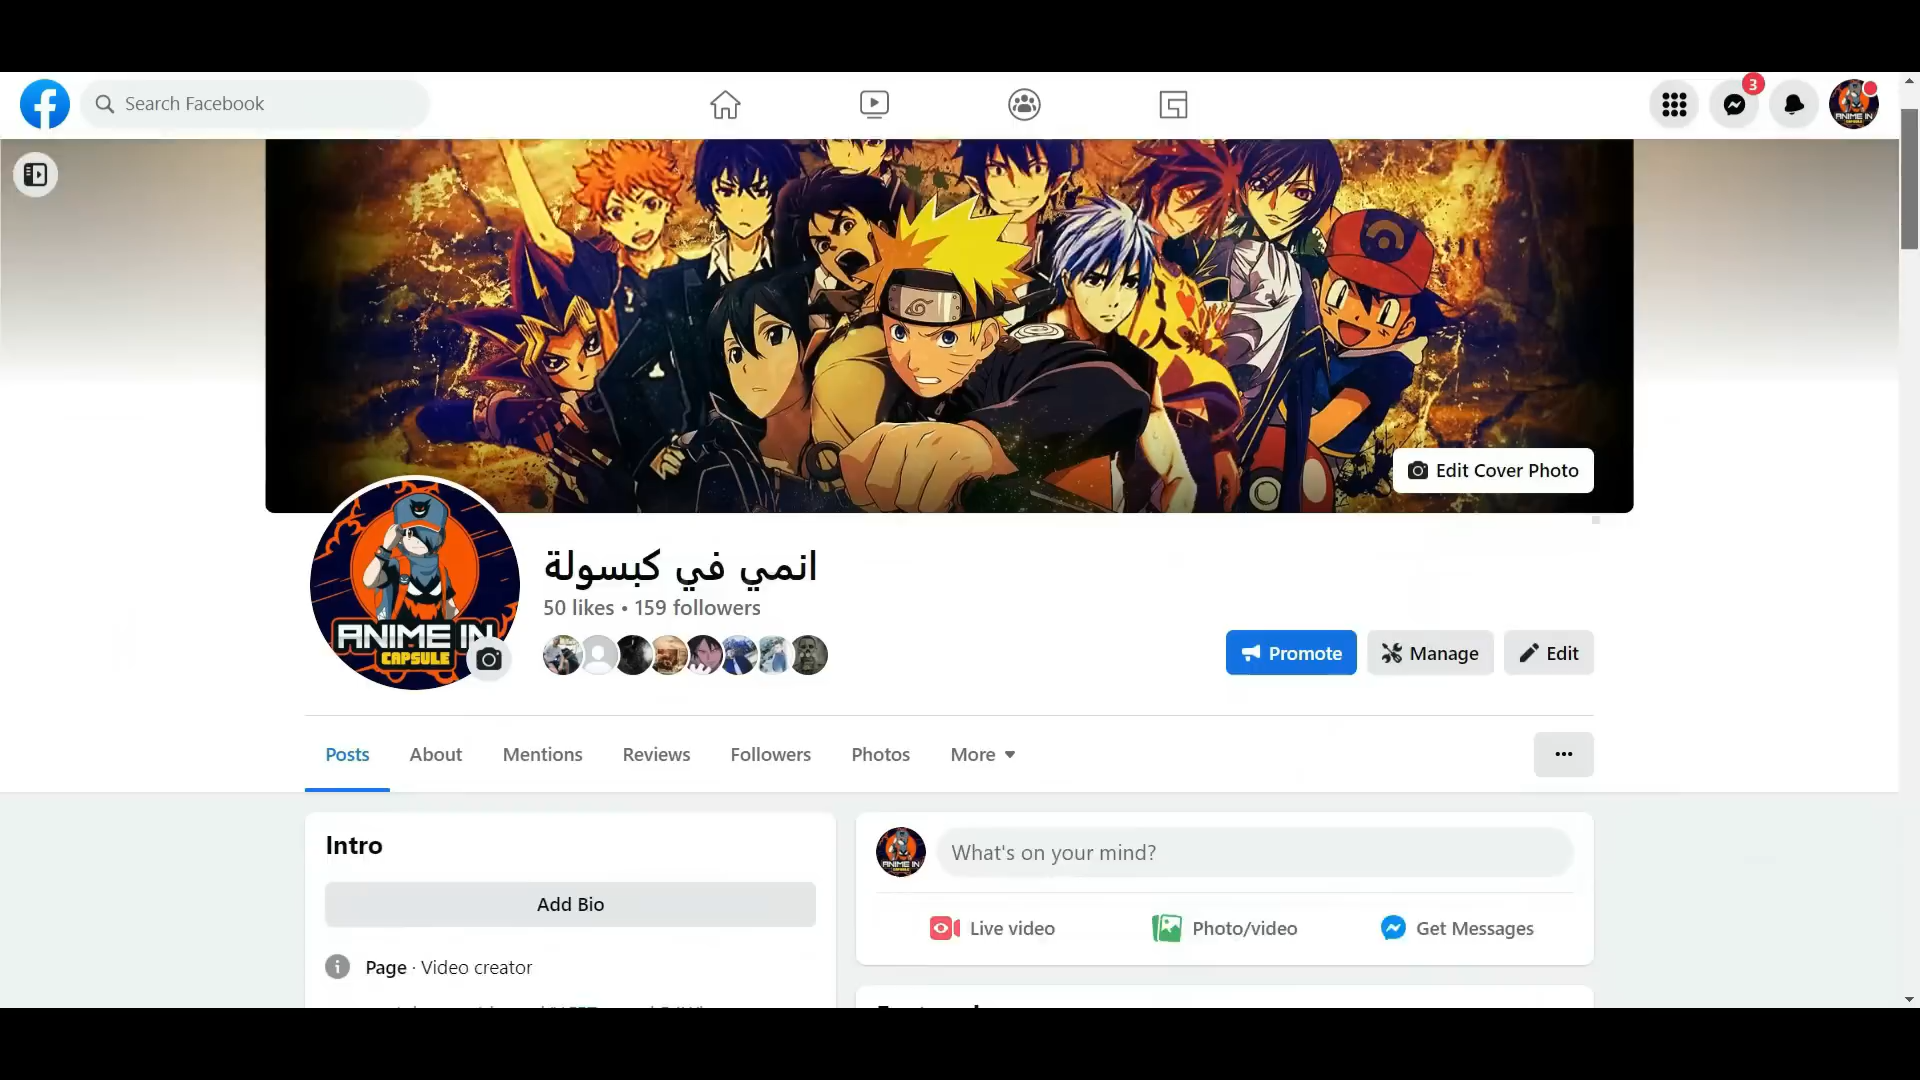 Search Facebook
3
Edit Cover Photo
انمي في كبسولة
50 likes • 159 followers
ANIME IN
CAPSULE
Promote
Manage
Edit
Posts
About
Mentions
Reviews
Followers
Photos
More
Intro
What's on your mind?
Add Bio
Live video
Photo/video
Get Messages
Page · Video creator